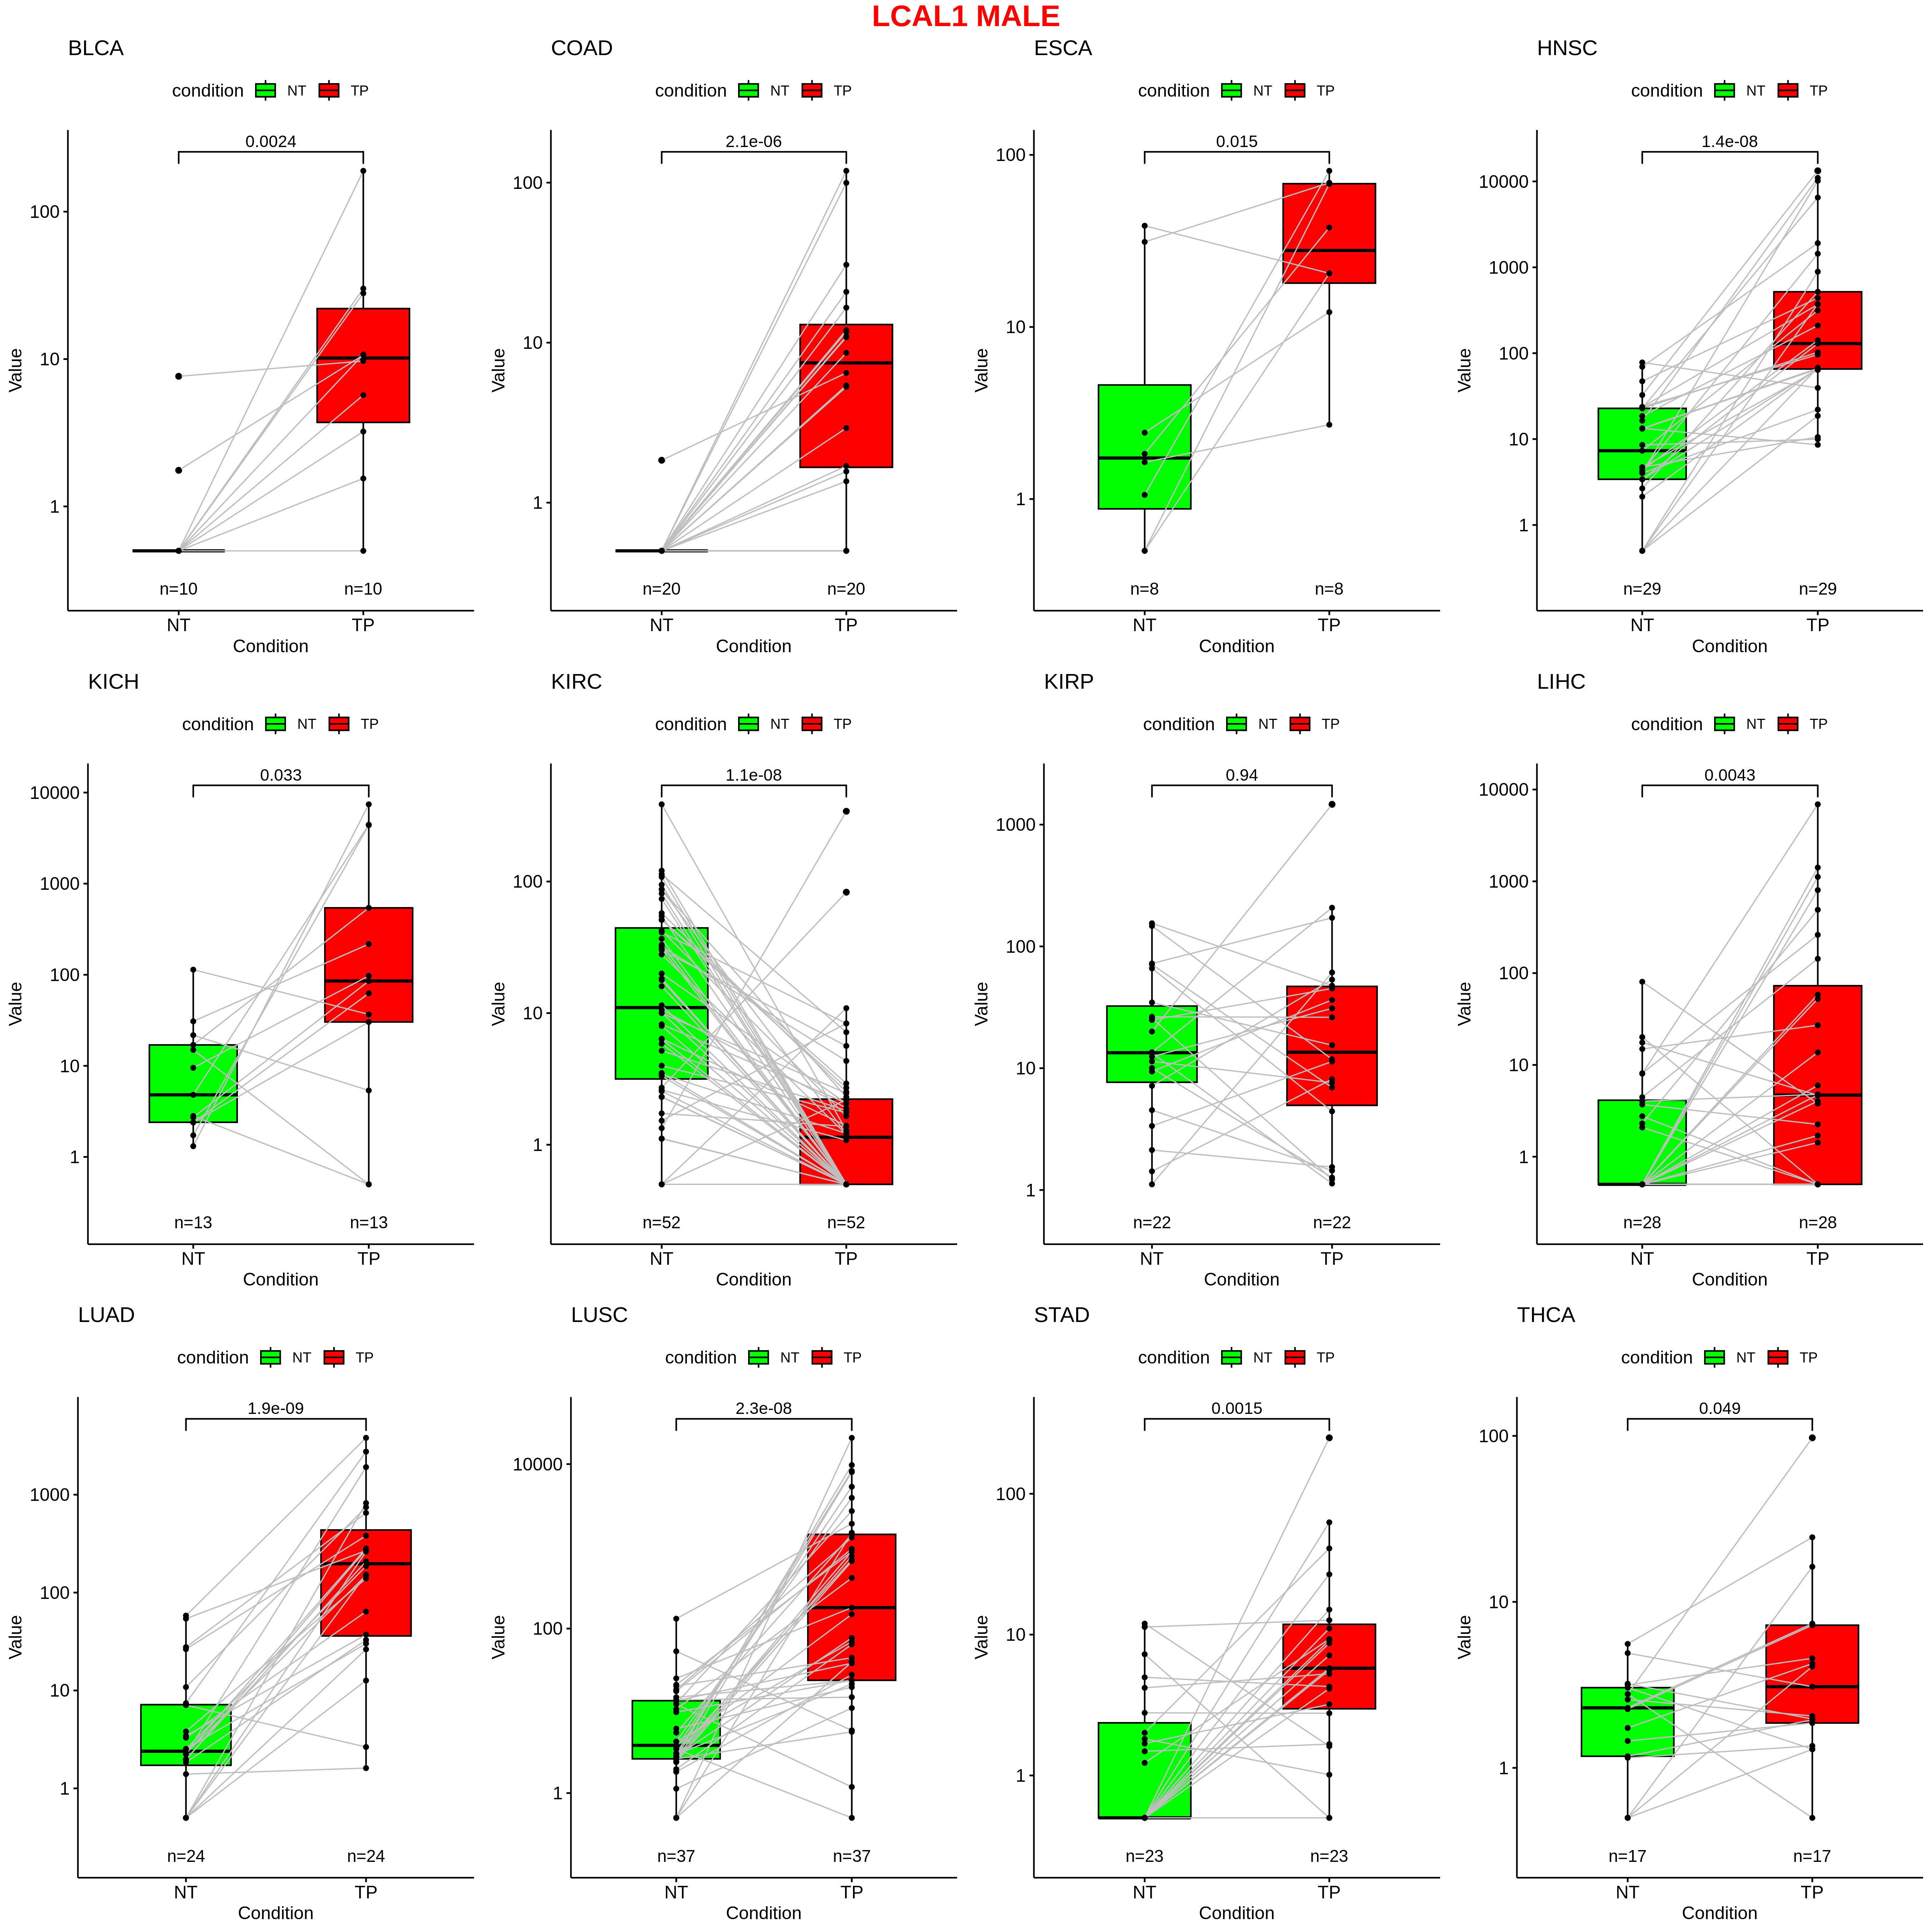 LCAL1 MALE
BLCA
condition NT TP
0.0024
100
10
1
Value
n=10 n=10
NT TP
Condition
COAD
condition NT TP
2.1e-06
100
10
1
Value
n=20 n=20
NT TP
Condition
ESCA
condition NT TP
0.015
100
10
1
Value
n=8 n=8
NT TP
Condition
HNSC
condition NT TP
1.4e-08
10000
1000
100
10
1
Value
n=29 n=29
NT TP
Condition
KICH
condition NT TP
0.033
10000
1000
100
10
1
Value
n=13 n=13
NT TP
Condition
KIRC
condition NT TP
1.1e-08
100
10
1
Value
n=52 n=52
NT TP
Condition
KIRP
condition NT TP
0.94
1000
100
10
1
Value
n=22 n=22
NT TP
Condition
LIHC
condition NT TP
0.0043
10000
1000
100
10
1
Value
n=28 n=28
NT TP
Condition
LUAD
condition NT TP
1.9e-09
1000
100
10
1
Value
n=24 n=24
NT TP
Condition
LUSC
condition NT TP
2.3e-08
10000
100
1
Value
n=37 n=37
NT TP
Condition
STAD
condition NT TP
0.0015
100
10
1
Value
n=23 n=23
NT TP
Condition
THCA
condition NT TP
0.049
100
10
1
Value
n=17 n=17
NT TP
Condition